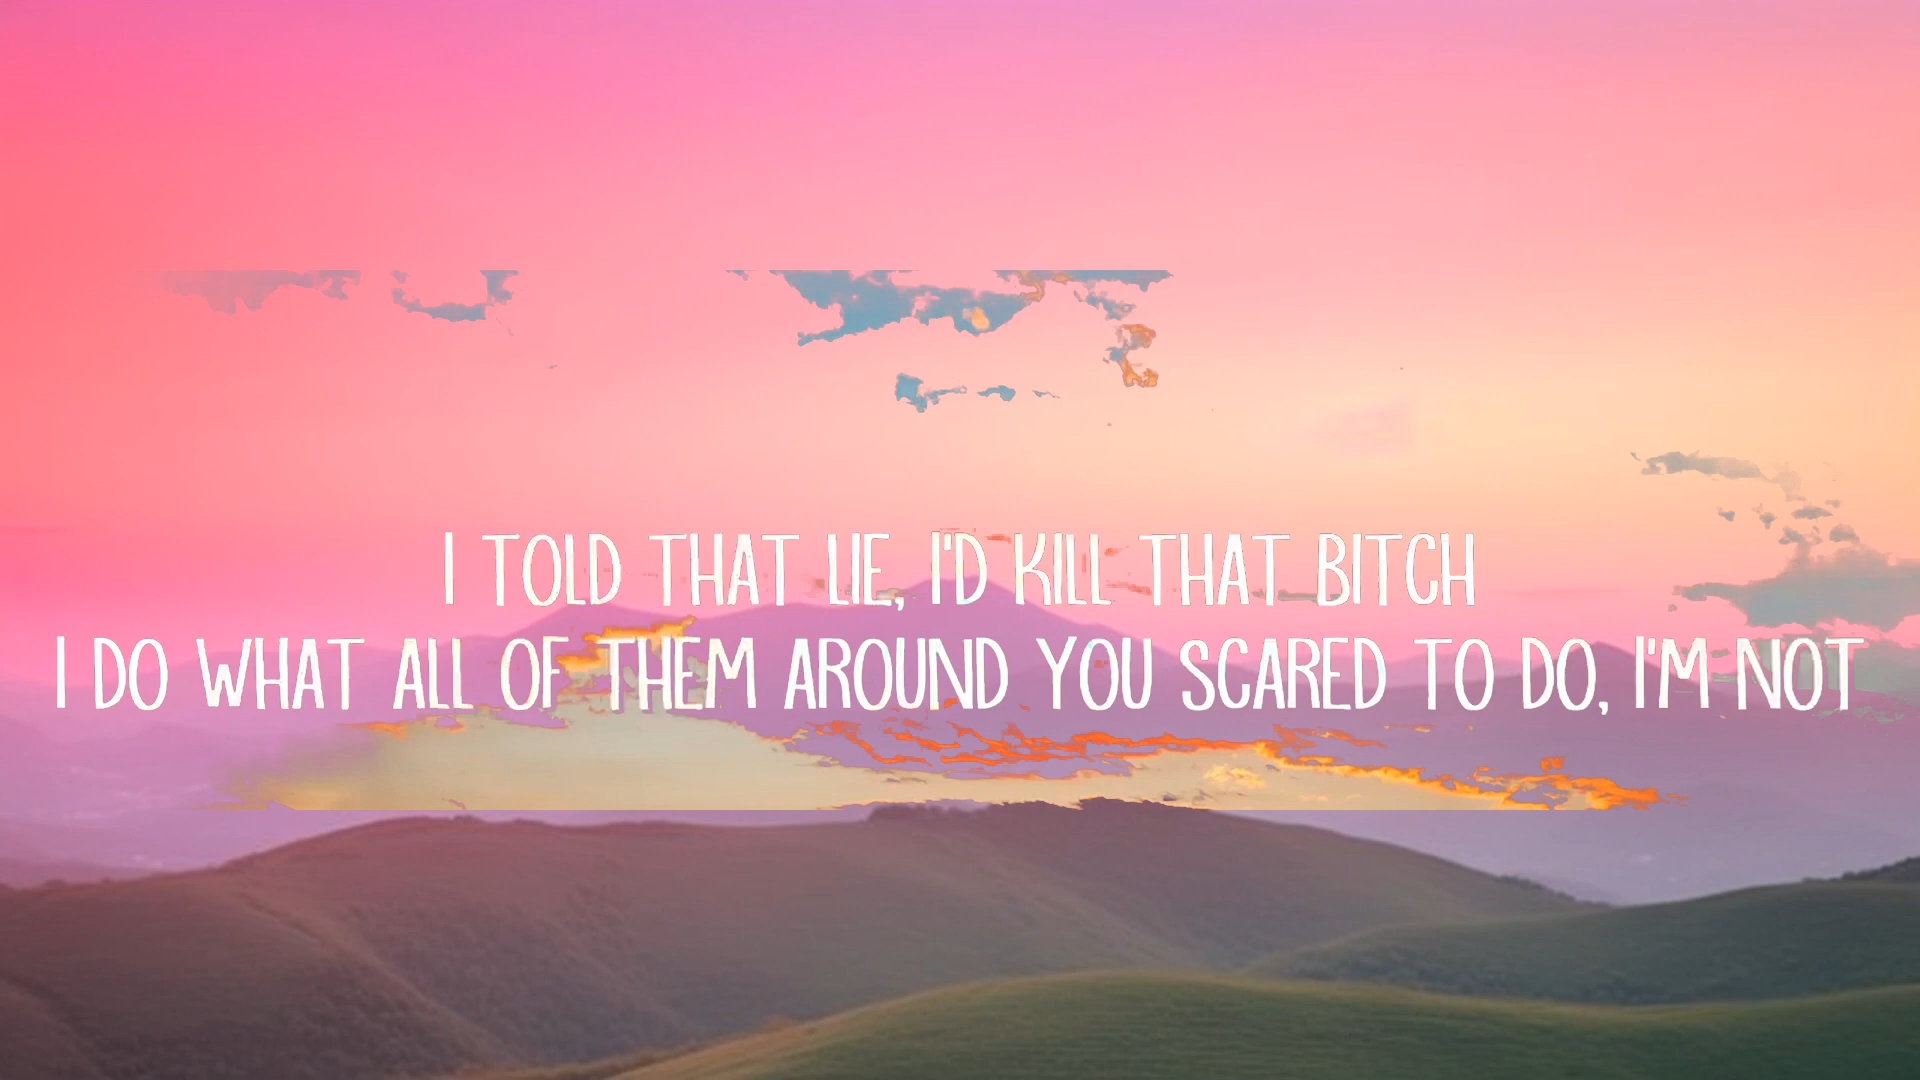 I TOLD THAT LIE, I'D KILL THAT BITCH
I DO WHAT ALL OF THEM AROUND YOU SCARED TO DO, I'M NOT